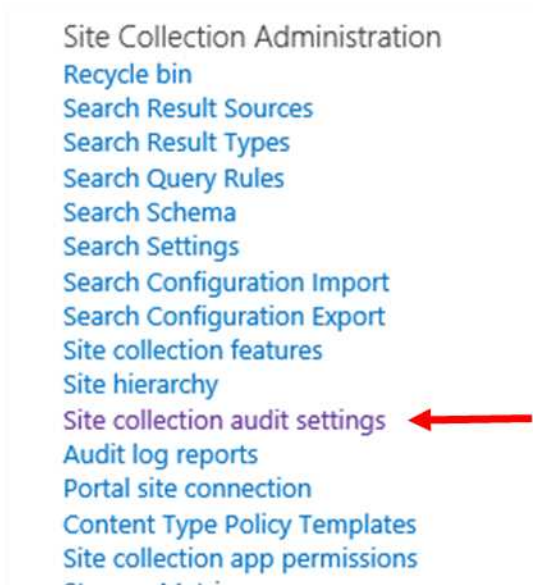 Site Collection Administration
Recycle bin
Search Result Sources
Search Result Types
Search Query Rules
Search Schema
Search Settings
Search Configuration Import
Search Configuration Export
Site collection features
Site hierarchy
Site collection audit settings
Audit log reports
Portal site connection
Content Type Policy Templates
Site collection app permissions